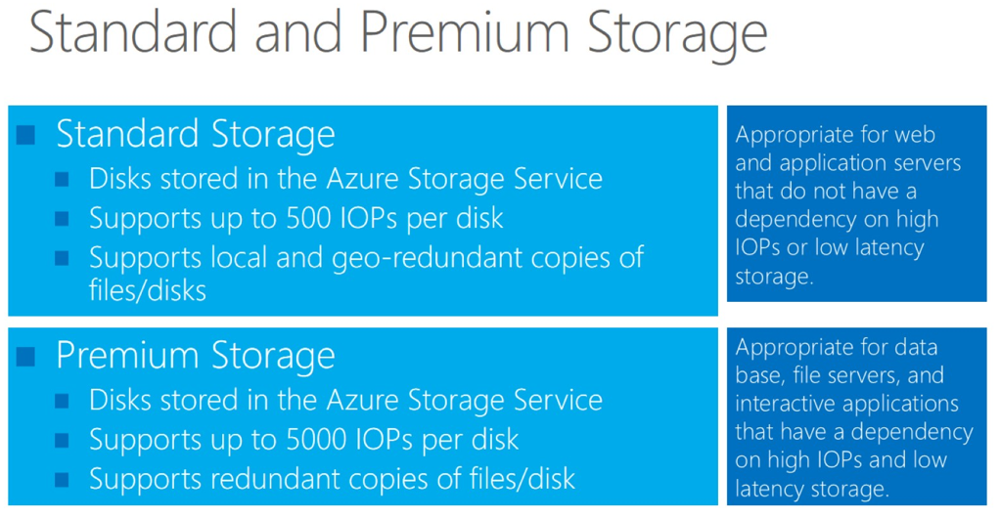 Standard and Premium Storage
Standard Storage
Disks stored in the Azure Storage Service
Supports up to 500 IOPs per disk
Supports local and geo-redundant copies of
files/disks
Appropriate for web
and application servers
that do not have a
dependency on high
IOPs or low latency
storage.
Premium Storage
Disks stored in the Azure Storage Service
Supports up to 5000 IOPs per disk
Supports redundant copies of files/disk
Appropriate for data
base, file servers, and
interactive applications
that have a dependency
on high IOPs and low
latency storage.